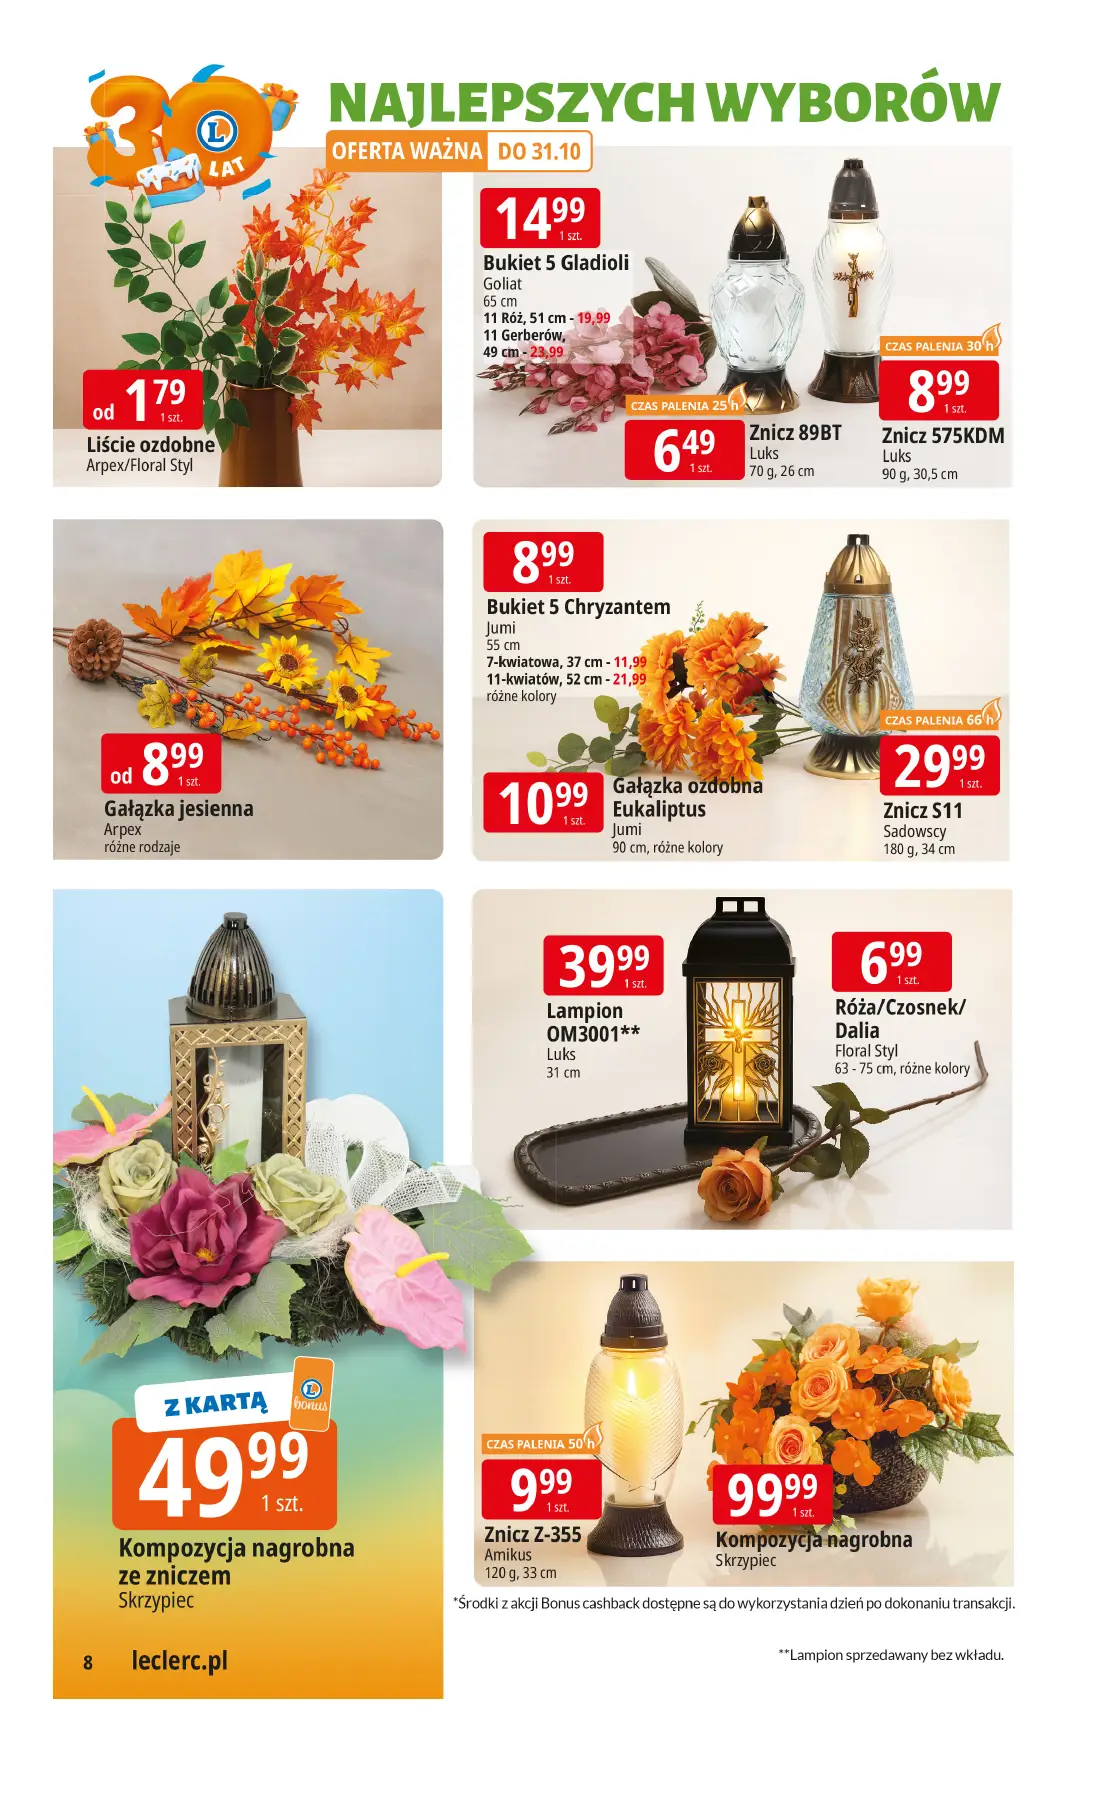 30
L
LAT
NAJLEPSZYCH WYBORÓW
OFERTA WAŻNA DO 31.10
od 1 79
1 szt.
Liście ozdobne
Arpex/Floral Styl
14 99
1 szt.
Bukiet 5 Gladioli
Goliat
65 cm
11 Róż, 51 cm - 19,99
11 Gerberów,
49 cm - 23,99
CZAS PALENIA 25 h
6 49
1 szt.
Znicz 89BT
Luks
70 g, 26 cm
CZAS PALENIA 30 h
8 99
1 szt.
Znicz 575KDM
Luks
90 g, 30,5 cm
od 8 99
1 szt.
Gałązka jesienna
Arpex
różne rodzaje
8 99
1 szt.
Bukiet 5 Chryzantem
Jumi
55 cm
7-kwiatowa, 37 cm - 11,99
11-kwiatów, 52 cm - 21,99
różne kolory
10 99
1 szt.
Gałązka ozdobna
Eukaliptus
Jumi
90 cm, różne kolory
CZAS PALENIA 66 h
29 99
1 szt.
Znicz S11
Sadowscy
180 g, 34 cm
39 99
1 szt.
Lampion
OM3001**
Luks
31 cm
6 99
1 szt.
Róża/Czosnek/
Dalia
Floral Styl
63 - 75 cm, różne kolory
Z KARTĄ
L
bonus
49 99
1 szt.
Kompozycja nagrobna
ze zniczem
Skrzypiec
CZAS PALENIA 50 h
9 99
1 szt.
Znicz Z-355
Amikus
120 g, 33 cm
99 99
1 szt.
Kompozycja nagrobna
Skrzypiec
*Środki z akcji Bonus cashback dostępne są do wykorzystania dzień po dokonaniu transakcji.
**Lampion sprzedawany bez wkładu.
8 leclerc.pl